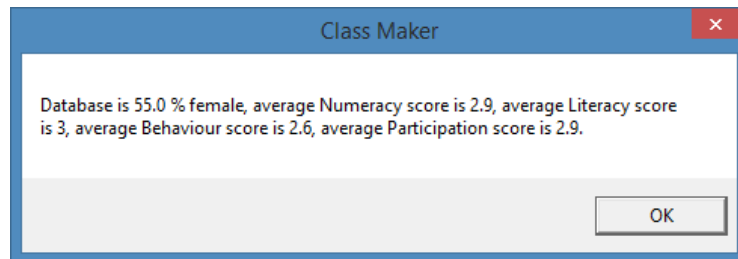 Class Maker
Database is 55.0 % female, average Numeracy score is 2.9, average Literacy score
is 3, average Behaviour score is 2.6, average Participation score is 2.9.
OK